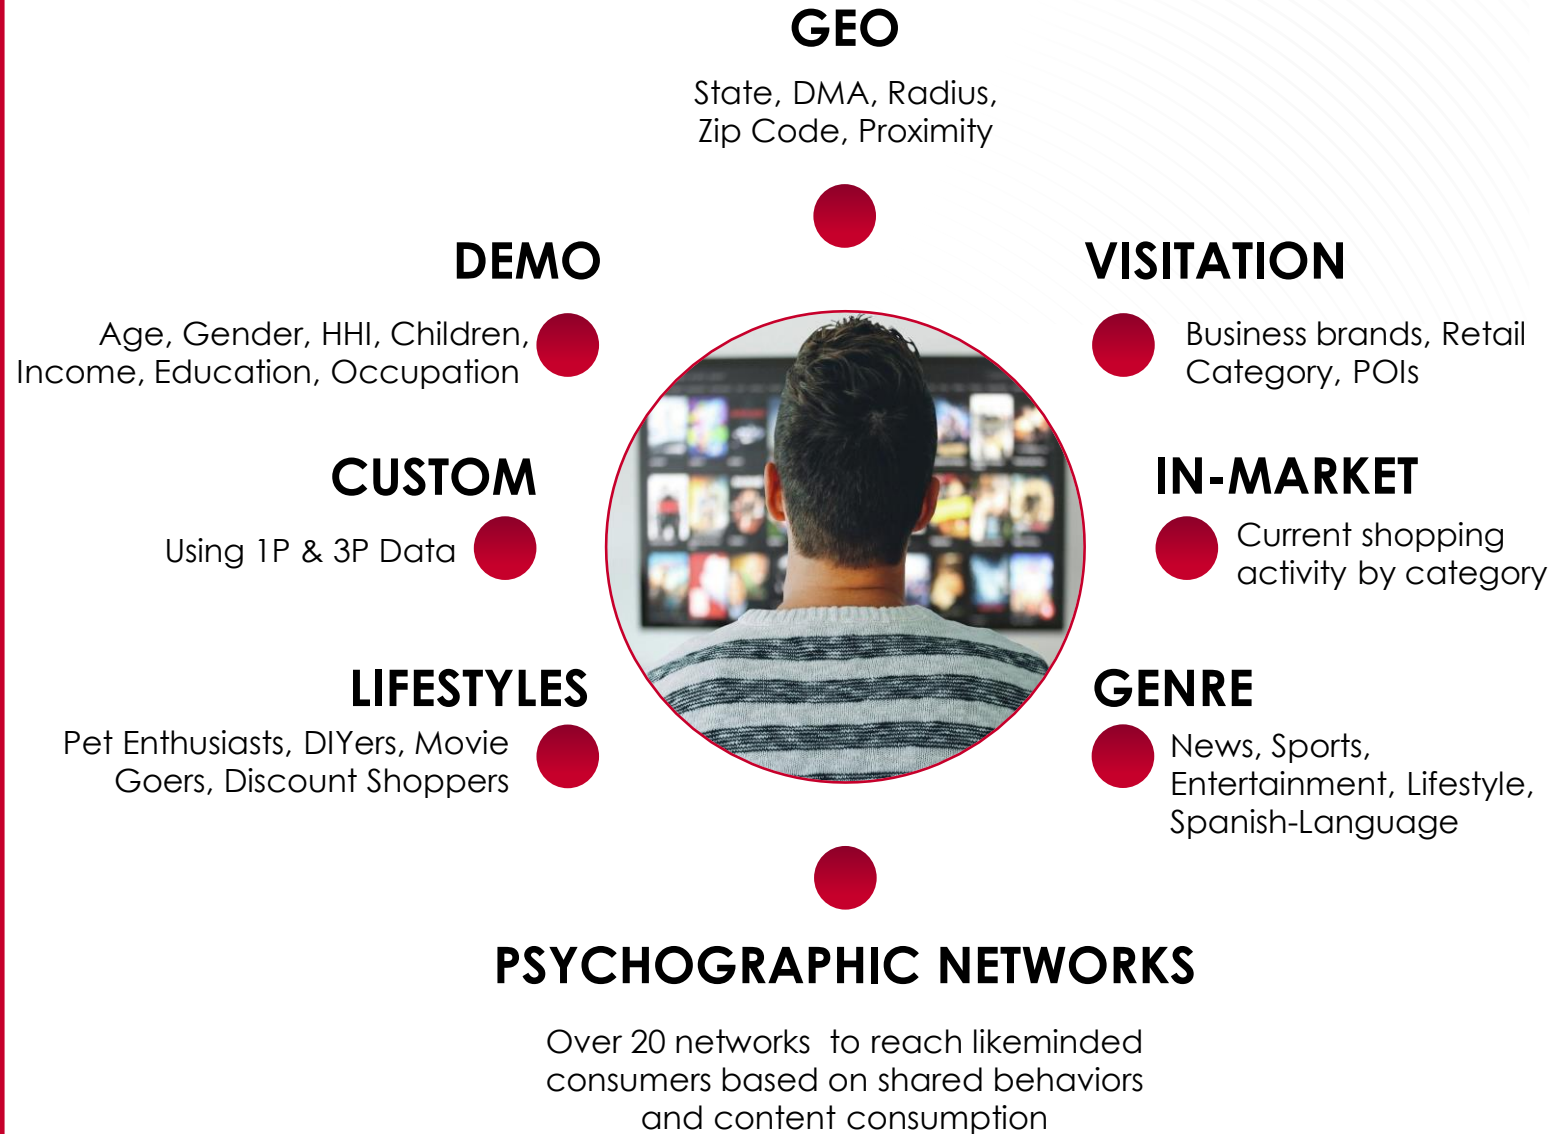 GEO
State, DMA, Radius,
Zip Code, Proximity
DEMO
Age, Gender, HHI, Children,
Income, Education, Occupation
VISITATION
Business brands, Retail
Category, POIs
CUSTOM
Using 1P & 3P Data
IN-MARKET
Current shopping
activity by category
LIFESTYLES
Pet Enthusiasts, DIYers, Movie
Goers, Discount Shoppers
GENRE
News, Sports,
Entertainment, Lifestyle,
Spanish-Language
PSYCHOGRAPHIC NETWORKS
Over 20 networks  to reach likeminded
consumers based on shared behaviors
and content consumption